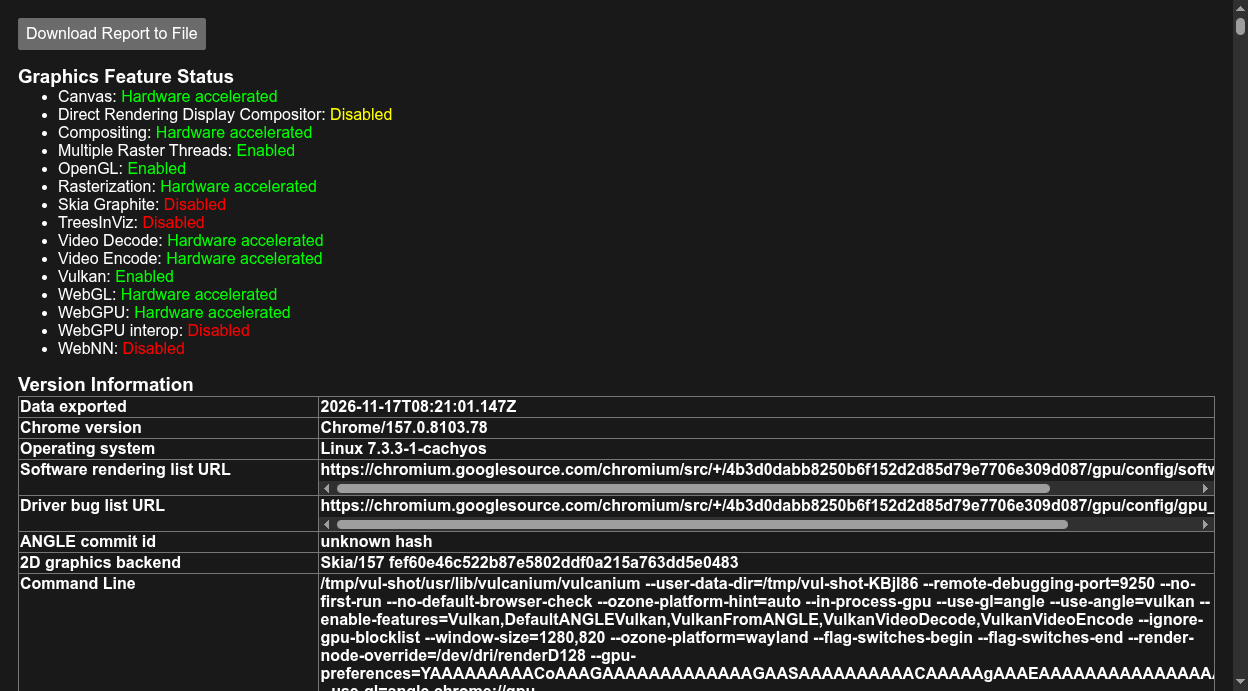 Download Report to File
Graphics Feature Status
Canvas: Hardware accelerated
Direct Rendering Display Compositor: Disabled
Compositing: Hardware accelerated
Multiple Raster Threads: Enabled
OpenGL: Enabled
Rasterization: Hardware accelerated
Skia Graphite: Disabled
TreesInViz: Disabled
Video Decode: Hardware accelerated
Video Encode: Hardware accelerated
Vulkan: Enabled
WebGL: Hardware accelerated
WebGPU: Hardware accelerated
WebGPU interop: Disabled
WebNN: Disabled
Version Information
Data exported 2026-11-17T08:21:01.147Z
Chrome version Chrome/157.0.8103.78
Operating system Linux 7.3.3-1-cachyos
Software rendering list URL https://chromium.googlesource.com/chromium/src/+/4b3d0dabb8250b6f152d2d85d79e7706e309d087/gpu/config/softw
Driver bug list URL https://chromium.googlesource.com/chromium/src/+/4b3d0dabb8250b6f152d2d85d79e7706e309d087/gpu/config/gpu_
ANGLE commit id unknown hash
2D graphics backend Skia/157 fef60e46c522b87e5802ddf0a215a763dd5e0483
Command Line /tmp/vul-shot/usr/lib/vulcanium/vulcanium --user-data-dir=/tmp/vul-shot-KBjI86 --remote-debugging-port=9250 --no-
first-run --no-default-browser-check --ozone-platform-hint=auto --in-process-gpu --use-gl=angle --use-angle=vulkan --
enable-features=Vulkan,DefaultANGLEVulkan,VulkanFromANGLE,VulkanVideoDecode,VulkanVideoEncode --ignore-
gpu-blocklist --window-size=1280,820 --ozone-platform=wayland --flag-switches-begin --flag-switches-end --render-
node-override=/dev/dri/renderD128 --gpu-
preferences=YAAAAAAAAACoAAAGAAAAAAAAAAAAAGAASAAAAAAAAAACAAAAAgAAAEAAAAAAAAAAAAAAAA
--use-gl=angle chrome://gpu